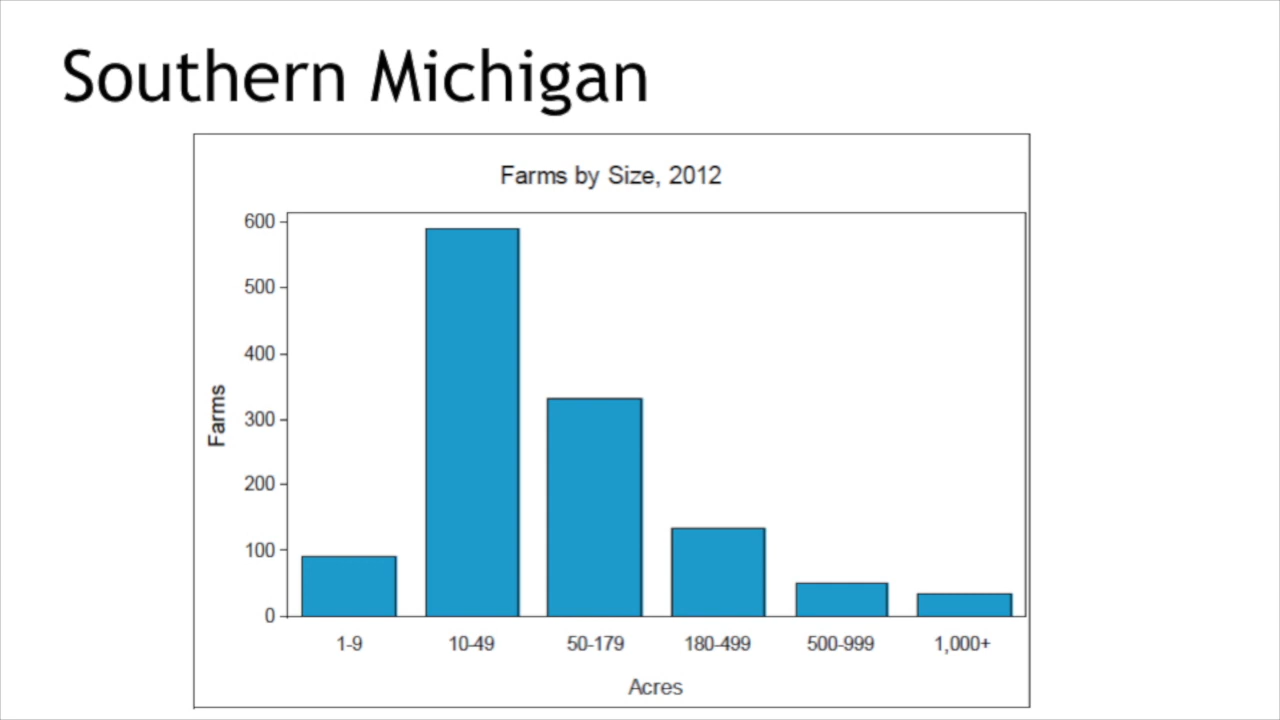 Southern Michigan
Farms by Size, 2012
600
500
400
300
200
100
0
Farms
1-9 10-49 50-179 180-499 500-999 1,000+
Acres